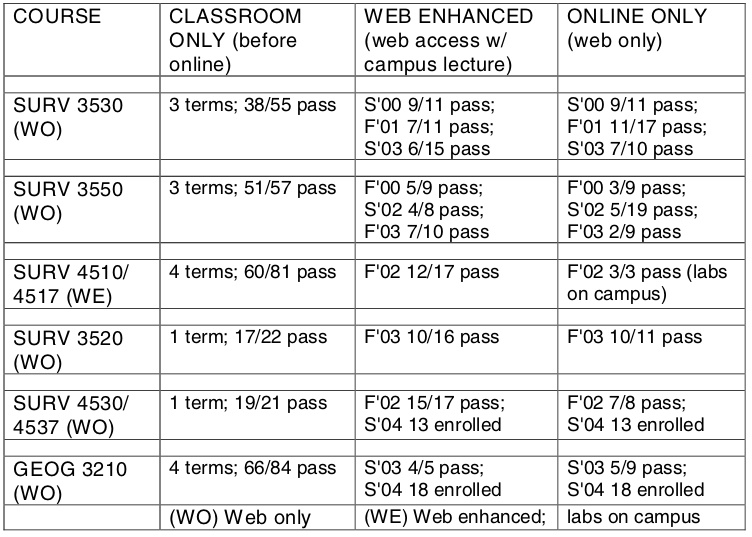 COURSE
CLASSROOM
ONLY (before
online)
WEB ENHANCED
(web access w/
campus lecture)
ONLINE ONLY
(web only)
SURV 3530
(WO)
3 terms; 38/55 pass
S'00 9/11 pass;
F'01 7/11 pass;
S'03 6/15 pass
S'00 9/11 pass;
F'01 11/17 pass;
S'03 7/10 pass
SURV 3550
(WO)
3 terms; 51/57 pass
F'00 5/9 pass;
S'02 4/8 pass;
F'03 7/10 pass
F'00 3/9 pass;
S'02 5/19 pass;
F'03 2/9 pass
SURV 4510/
4517 (WE)
4 terms; 60/81 pass
F'02 12/17 pass
F'02 3/3 pass (labs
on campus)
SURV 3520
(WO)
1 term; 17/22 pass
F'03 10/16 pass
F'03 10/11 pass
SURV 4530/
4537 (WO)
1 term; 19/21 pass
F'02 15/17 pass;
S'04 13 enrolled
F'02 7/8 pass;
S'04 13 enrolled
GEOG 3210
(WO)
4 terms; 66/84 pass
S'03 4/5 pass;
S'04 18 enrolled
S'03 5/9 pass;
S'04 18 enrolled
(WO) Web only
(WE) Web enhanced;
labs on campus